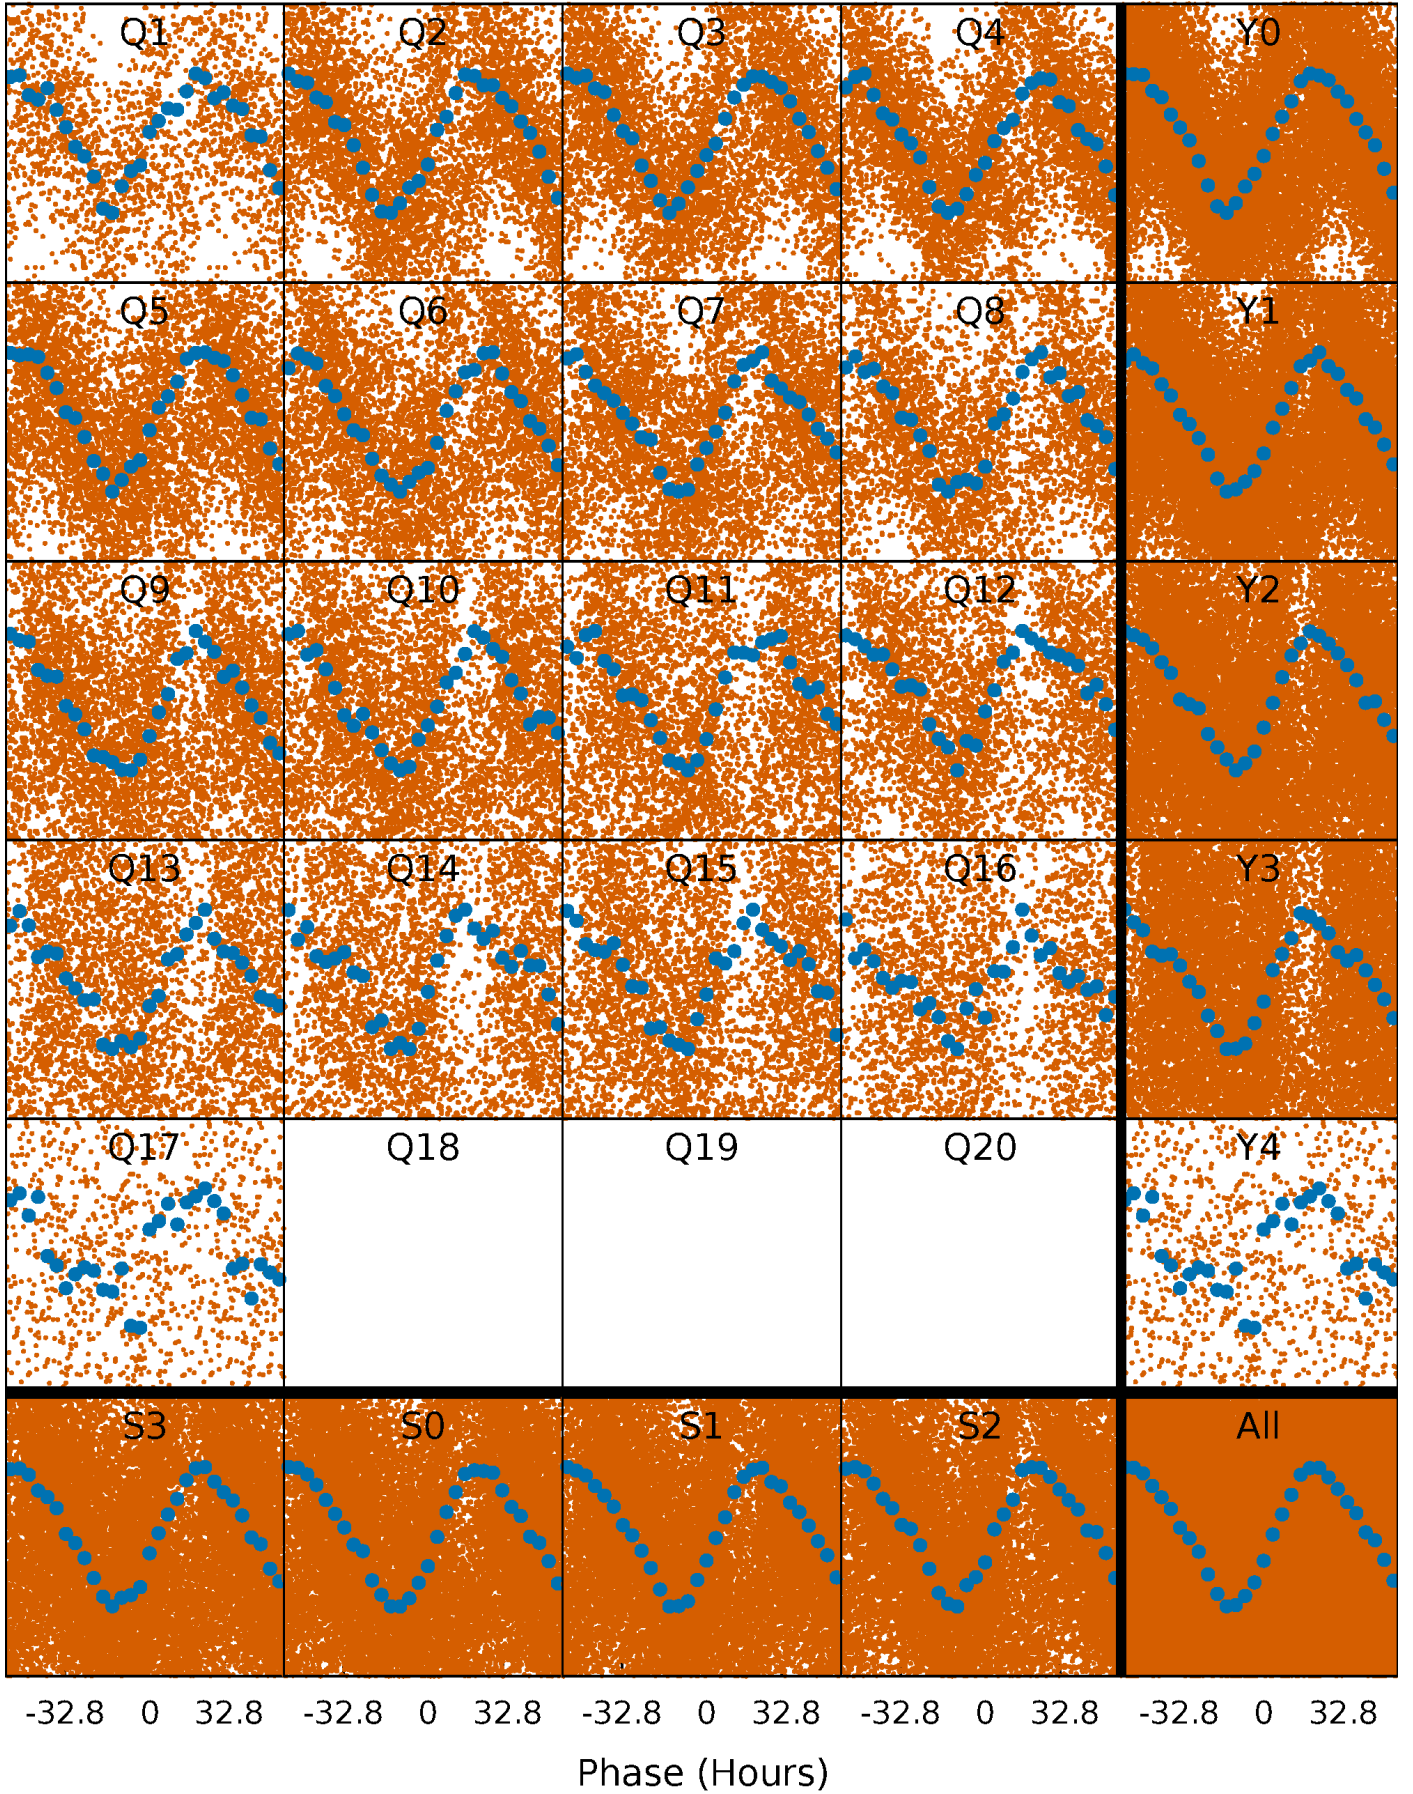 Q1 Q2 Q3 Q4 Y0
Q5 Q6 Q7 Q8 Y1
Q9 Q10 Q11 Q12 Y2
Q13 Q14 Q15 Q16 Y3
Q17 Q18 Q19 Q20 Y4
S3 S0 S1 S2 All
-32.8 0 32.8 -32.8 0 32.8 -32.8 0 32.8 -32.8 0 32.8 -32.8 0 32.8
Phase (Hours)